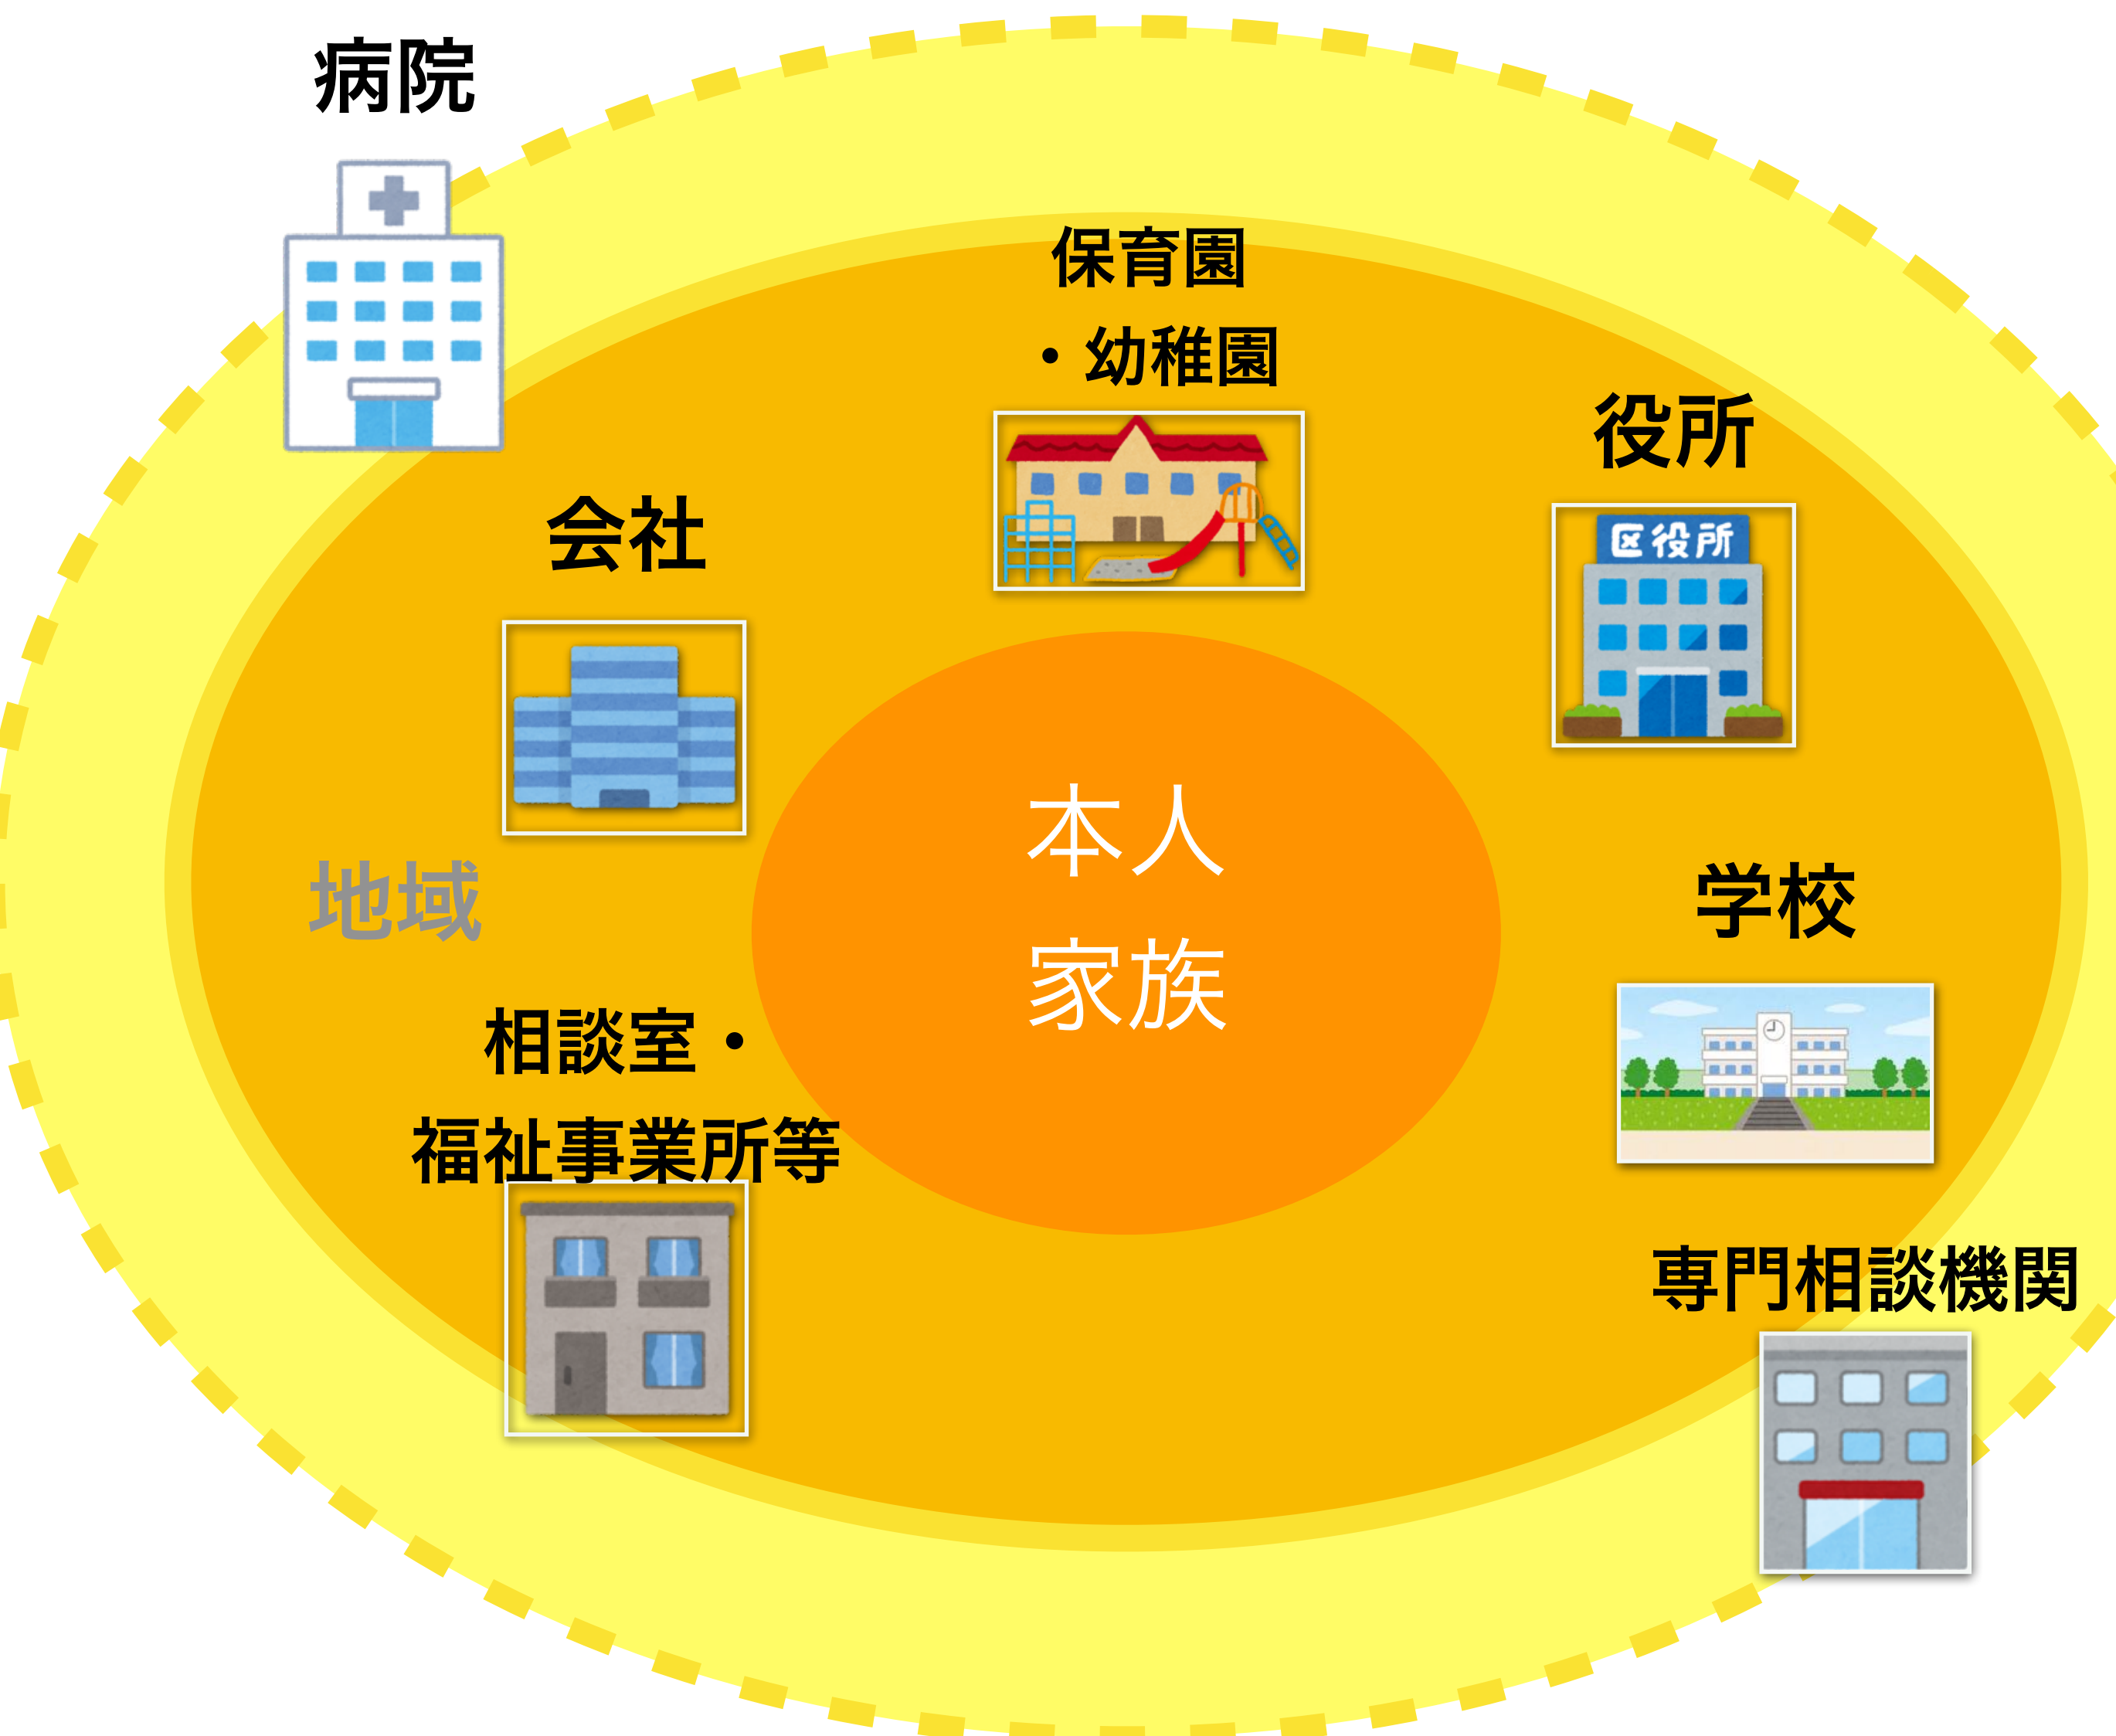 病院
保育園
・幼稚園
役所
区役所
会社
本人
家族
地域
学校
相談室・
福祉事業所等
専門相談機関